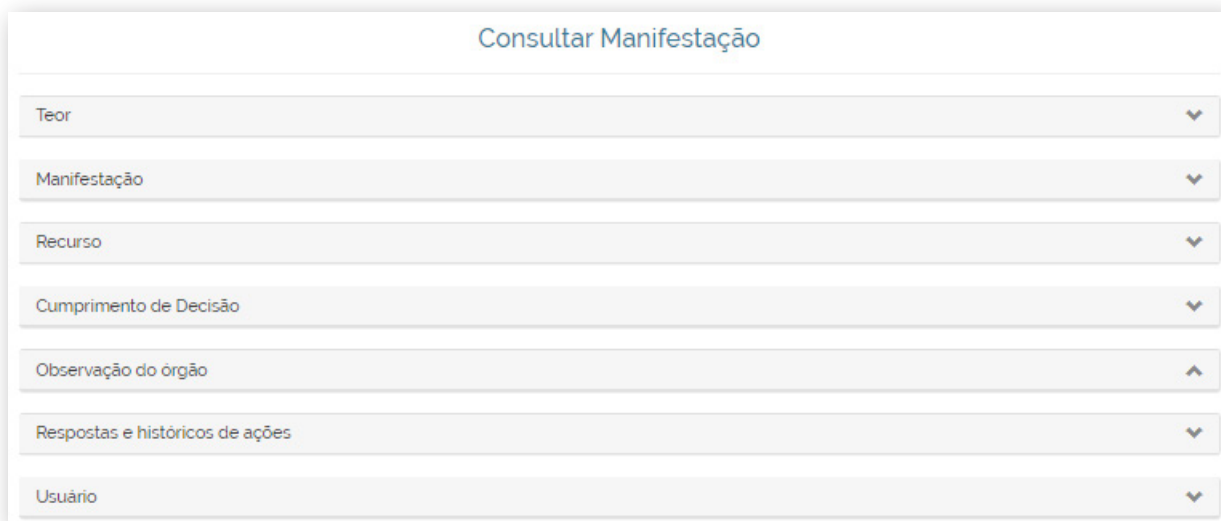 Consultar Manifestação
Teor
Manifestação
Recurso
Cumprimento de Decisão
Observação do órgão
Respostas e históricos de ações
Usuário